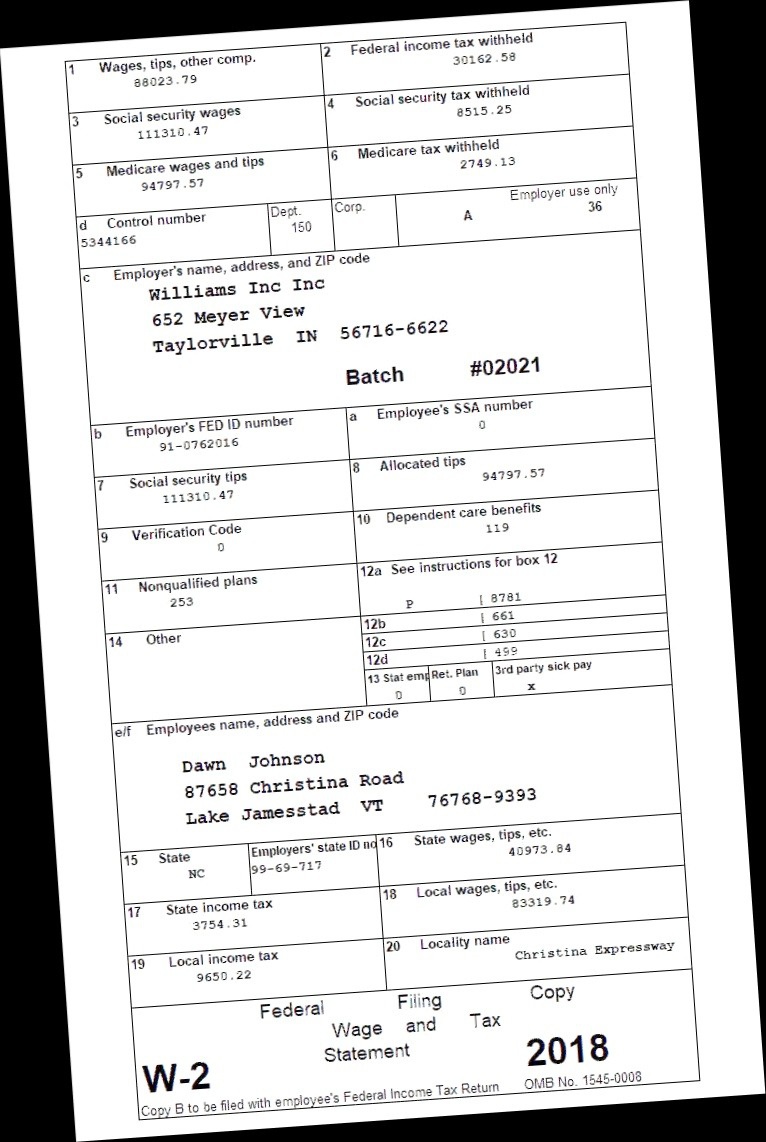 1 Wages, tips, other comp. 2 Federal income tax withheld
88023.79 30162.58
3 Social security wages 4 Social security tax withheld
111310.47 8515.25
5 Medicare wages and tips 6 Medicare tax withheld
94797.57 2749.13
d Control number Dept. Corp. Employer use only
5344166 150 A 36
c Employer's name, address, and ZIP code
Williams Inc Inc
652 Meyer View
Taylorville IN 56716-6622
Batch #02021
b Employer's FED ID number a Employee's SSA number
91-0762016 0
7 Social security tips 8 Allocated tips
111310.47 94797.57
9 Verification Code 10 Dependent care benefits
0 119
11 Nonqualified plans 12a See instructions for box 12
253 P | 8781
14 Other 12b | 661
12c | 630
12d | 499
13 Stat emp Ret. Plan 3rd party sick pay
0 0 x
e/f Employees name, address and ZIP code
Dawn Johnson
87658 Christina Road
Lake Jamesstad VT 76768-9393
15 State Employers' state ID no 16 State wages, tips, etc.
NC 99-69-717 40973.84
17 State income tax 18 Local wages, tips, etc.
3754.31 83319.74
19 Local income tax 20 Locality name
9650.22 Christina Expressway
Federal Filing Copy
Wage and Tax
W-2 Statement 2018
Copy B to be filed with employee's Federal Income Tax Return OMB No. 1545-0008